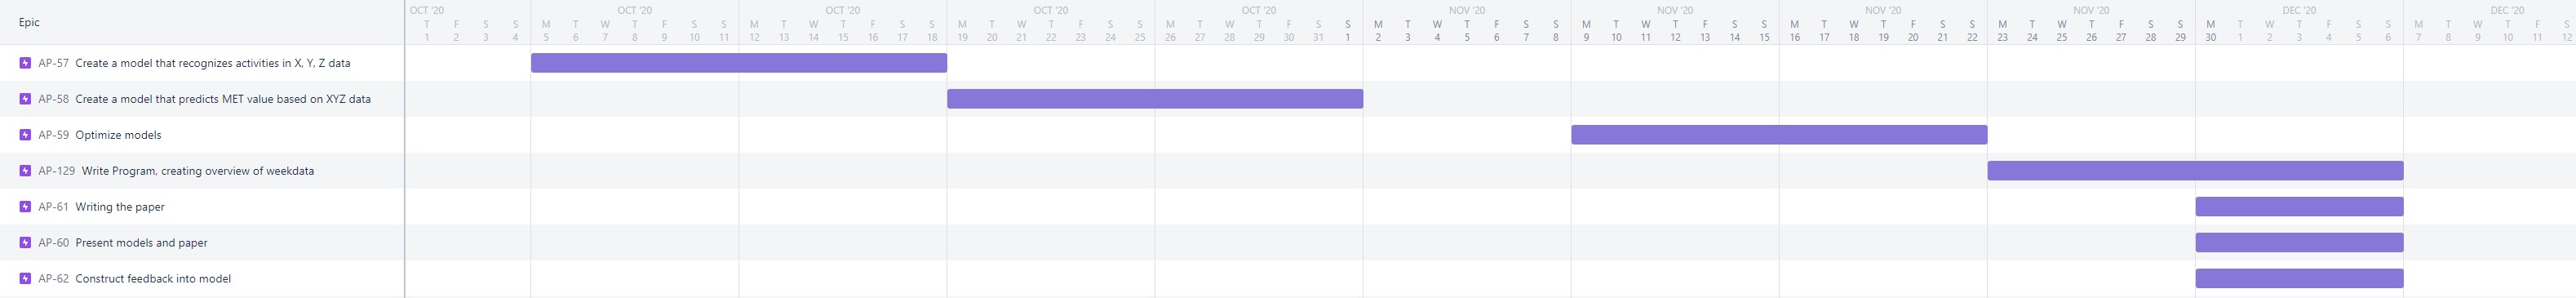 OCT '20 OCT '20 OCT '20 OCT '20 OCT '20 NOV '20 NOV '20 NOV '20 NOV '20 DEC '20 DEC '20
Epic
T F S S M T W T F S S M T W T F S S M T W T F S S M T W T F S S M T W T F S S M T W T F S S M T W T F S S M T W T F S S M T W T F S S M T W T F S
1 2 3 4 5 6 7 8 9 10 11 12 13 14 15 16 17 18 19 20 21 22 23 24 25 26 27 28 29 30 31 1 2 3 4 5 6 7 8 9 10 11 12 13 14 15 16 17 18 19 20 21 22 23 24 25 26 27 28 29 30 1 2 3 4 5 6 7 8 9 10 11 12
AP-57 Create a model that recognizes activities in X, Y, Z data
AP-58 Create a model that predicts MET value based on XYZ data
AP-59 Optimize models
AP-129 Write Program, creating overview of weekdata
AP-61 Writing the paper
AP-60 Present models and paper
AP-62 Construct feedback into model